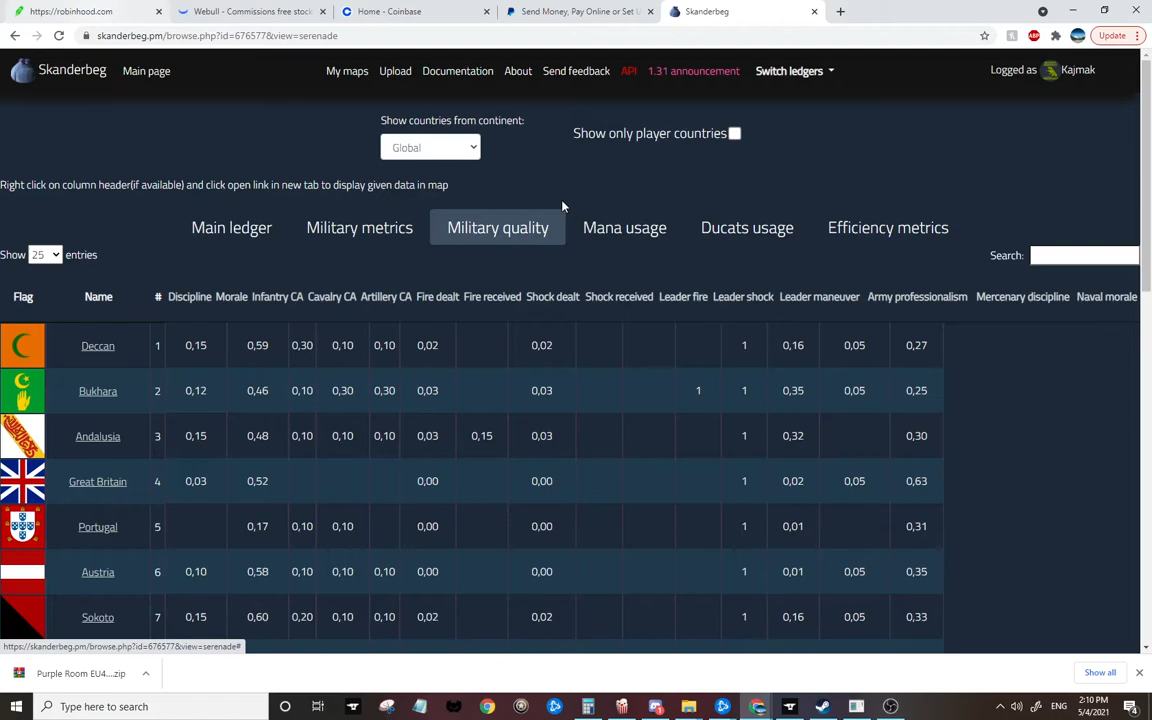 https://robinhood.com
Webull - Commissions free stock
Home - Coinbase
Send Money, Pay Online or Set U
Skanderbeg
skanderbeg.pm/browse.php?id=676577&view=serenade
ABP
Update
Skanderbeg
Main page
My maps
Upload
Documentation
About
Send feedback
API
1.31 announcement
Switch ledgers
Logged as
Kajmak
Show countries from continent:
Global
Show only player countries
Right click on column header(if available) and click open link in new tab to display given data in map
Main ledger
Military metrics
Military quality
Mana usage
Ducats usage
Efficiency metrics
Show 25 entries
Search:
Flag Name # Discipline Morale Infantry CA Cavalry CA Artillery CA Fire dealt Fire received Shock dealt Shock received Leader fire Leader shock Leader maneuver Army professionalism Mercenary discipline Naval morale
Deccan 1 0,15 0,59 0,30 0,10 0,10 0,02 0,02 1 0,16 0,05 0,27
Bukhara 2 0,12 0,46 0,10 0,30 0,30 0,03 0,03 1 1 0,35 0,05 0,25
Andalusia 3 0,15 0,48 0,10 0,10 0,10 0,03 0,15 0,03 1 0,32 0,30
Great Britain 4 0,03 0,52 0,00 0,00 1 0,02 0,05 0,63
Portugal 5 0,17 0,10 0,10 0,00 0,00 1 0,01 0,31
Austria 6 0,10 0,58 0,10 0,10 0,10 0,00 0,00 1 0,01 0,05 0,35
Sokoto 7 0,15 0,60 0,20 0,10 0,10 0,02 0,02 1 0,16 0,05 0,33
https://skanderbeg.pm/browse.php?id=676577&view=serenade#
Purple Room EU4....zip
Show all
Type here to search
ENG
2:10 PM
5/4/2021
4